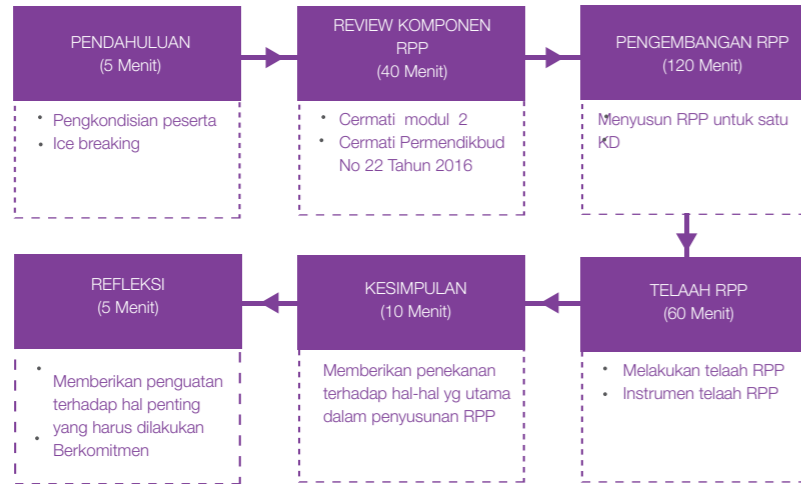 PENDAHULUAN
(5 Menit)
• Pengkondisian peserta
• Ice breaking
REVIEW KOMPONEN
RPP
(40 Menit)
• Cermati modul 2
• Cermati Permendikbud
No 22 Tahun 2016
PENGEMBANGAN RPP
(120 Menit)
• Menyusun RPP untuk satu
• KD
TELAAH RPP
(60 Menit)
• Melakukan telaah RPP
• Instrumen telaah RPP
KESIMPULAN
(10 Menit)
Memberikan penekanan
terhadap hal-hal yg utama
dalam penyusunan RPP
REFLEKSI
(5 Menit)
• Memberikan penguatan
terhadap hal penting
yang harus dilakukan
• Berkomitmen